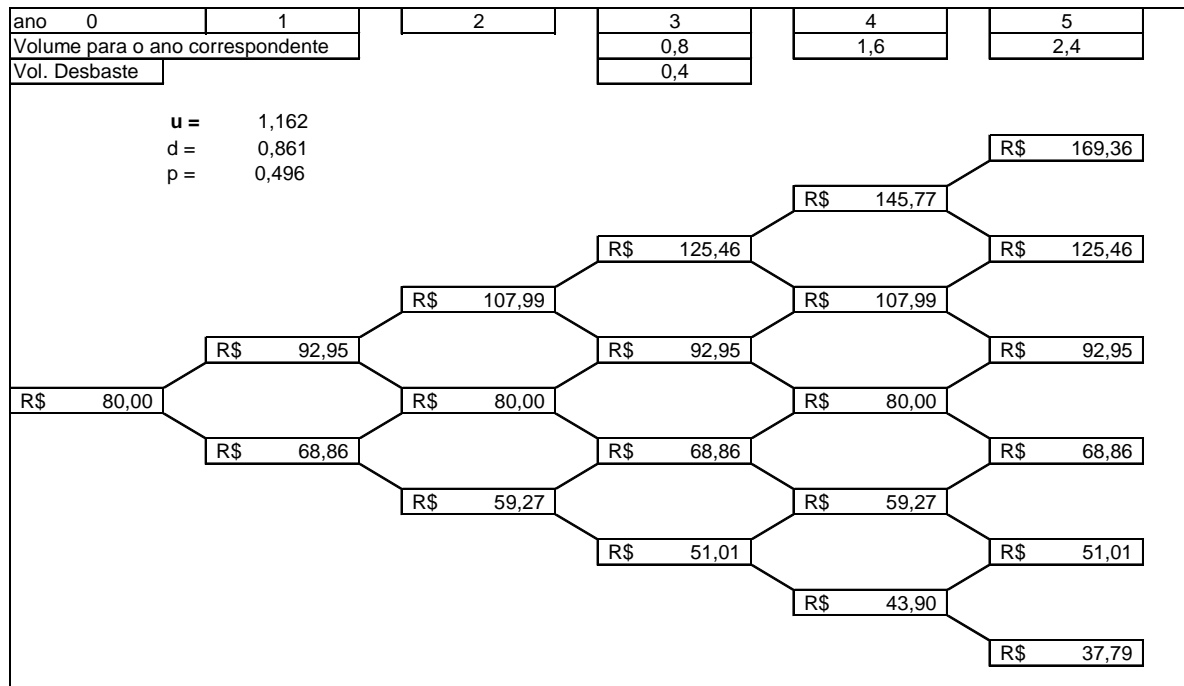 ano 0 1 2 3 4 5
Volume para o ano correspondente 0,8 1,6 2,4
Vol. Desbaste 0,4
u = 1,162
d = 0,861
p = 0,496
R$ 169,36
R$ 145,77
R$ 125,46 R$ 125,46
R$ 107,99 R$ 107,99
R$ 92,95 R$ 92,95 R$ 92,95
R$ 80,00 R$ 80,00 R$ 80,00
R$ 68,86 R$ 68,86 R$ 68,86
R$ 59,27 R$ 59,27
R$ 51,01 R$ 51,01
R$ 43,90
R$ 37,79